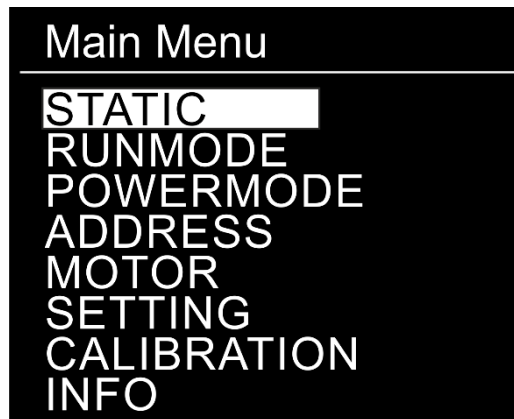 Main Menu
STATIC
RUNMODE
POWERMODE
ADDRESS
MOTOR
SETTING
CALIBRATION
INFO